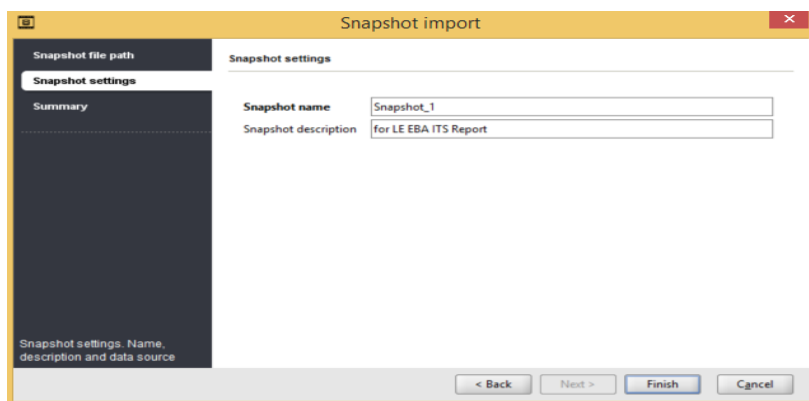 Snapshot import
Snapshot file path
Snapshot settings
Summary
Snapshot settings. Name,
description and data source
Snapshot settings
Snapshot name Snapshot_1
Snapshot description for LE EBA ITS Report
< Back Next > Finish Cancel